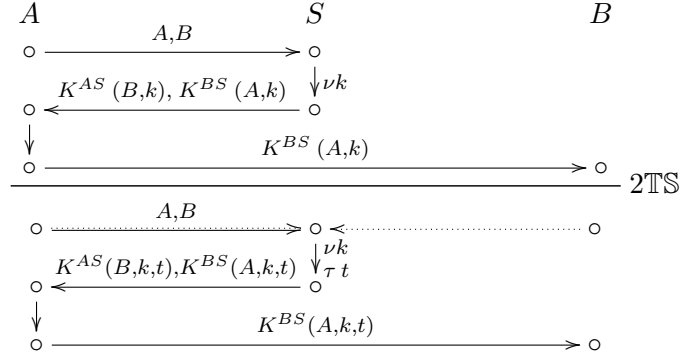 A S B
A,B
νk
K^{AS} (B,k), K^{BS} (A,k)
K^{BS} (A,k)
2𝕋𝕊
A,B
νk
τ t
K^{AS}(B,k,t),K^{BS}(A,k,t)
K^{BS}(A,k,t)